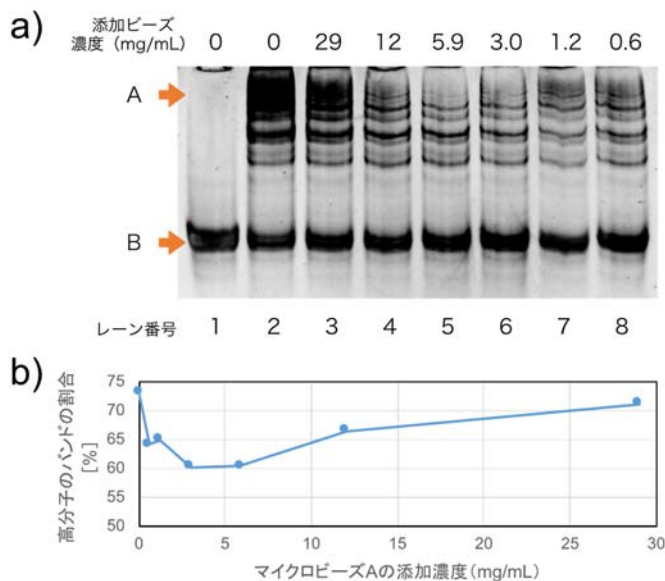 a)
添加ビーズ
濃度（mg/mL） 0 0 29 12 5.9 3.0 1.2 0.6
A
B
レーン番号 1 2 3 4 5 6 7 8
b)
高分子のバンドの割合
[%]
75
70
65
60
55
50
0 5 10 15 20 25 30
マイクロビーズAの添加濃度(mg/mL)